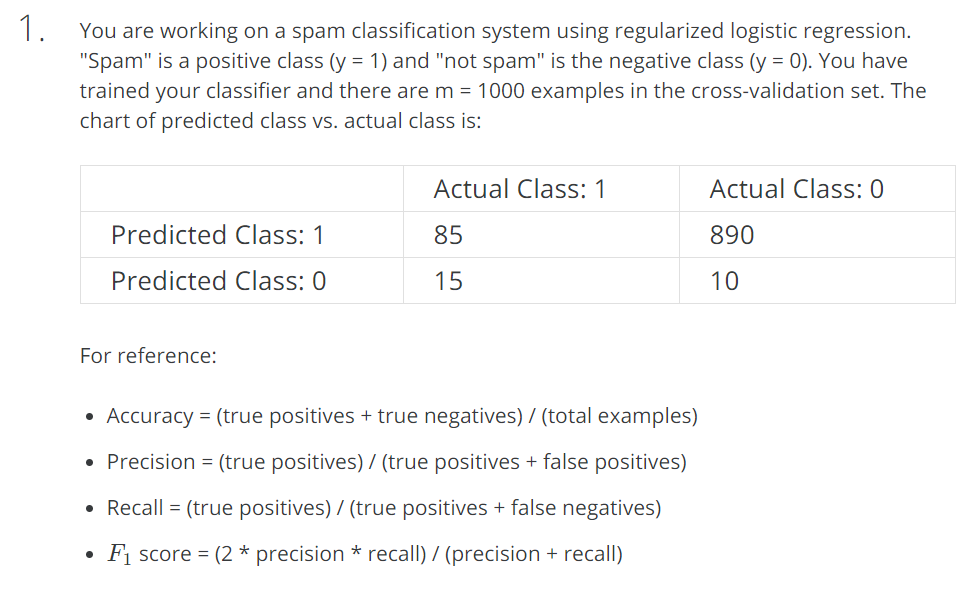 1. You are working on a spam classification system using regularized logistic regression.
"Spam" is a positive class (y = 1) and "not spam" is the negative class (y = 0). You have
trained your classifier and there are m = 1000 examples in the cross-validation set. The
chart of predicted class vs. actual class is:
Actual Class: 1 Actual Class: 0
Predicted Class: 1 85 890
Predicted Class: 0 15 10
For reference:
• Accuracy = (true positives + true negatives) / (total examples)
• Precision = (true positives) / (true positives + false positives)
• Recall = (true positives) / (true positives + false negatives)
• F₁ score = (2 * precision * recall) / (precision + recall)